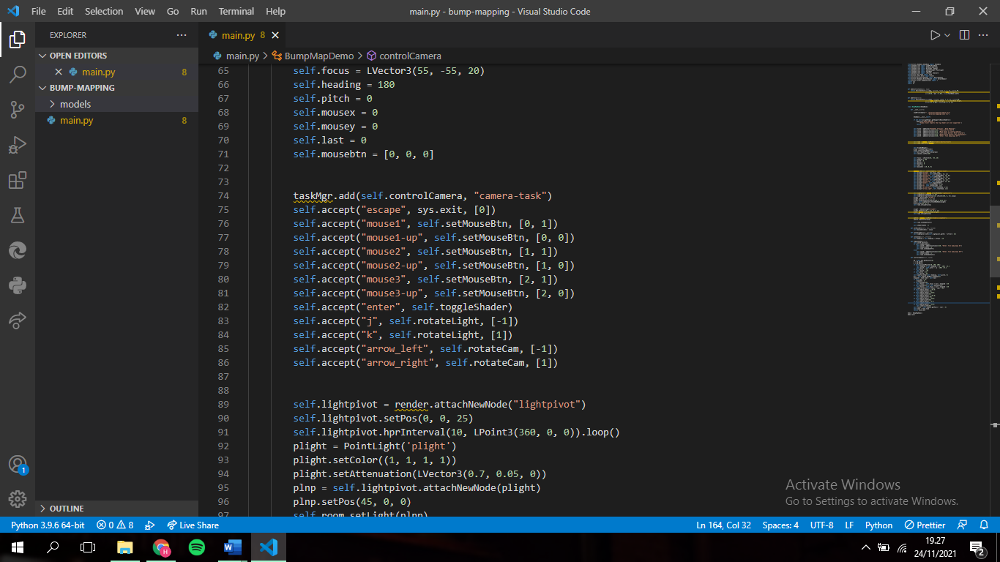 File Edit Selection View Go Run Terminal Help main.py - bump-mapping - Visual Studio Code
EXPLORER
OPEN EDITORS
main.py 8
BUMP-MAPPING
models
main.py 8
OUTLINE
main.py 8
main.py > BumpMapDemo > controlCamera
65 self.focus = LVector3(55, -55, 20)
66 self.heading = 180
67 self.pitch = 0
68 self.mousex = 0
69 self.mousey = 0
70 self.last = 0
71 self.mousebtn = [0, 0, 0]
72
73
74 taskMgr.add(self.controlCamera, "camera-task")
75 self.accept("escape", sys.exit, [0])
76 self.accept("mouse1", self.setMouseBtn, [0, 1])
77 self.accept("mouse1-up", self.setMouseBtn, [0, 0])
78 self.accept("mouse2", self.setMouseBtn, [1, 1])
79 self.accept("mouse2-up", self.setMouseBtn, [1, 0])
80 self.accept("mouse3", self.setMouseBtn, [2, 1])
81 self.accept("mouse3-up", self.setMouseBtn, [2, 0])
82 self.accept("enter", self.toggleShader)
83 self.accept("j", self.rotateLight, [-1])
84 self.accept("k", self.rotateLight, [1])
85 self.accept("arrow_left", self.rotateCam, [-1])
86 self.accept("arrow_right", self.rotateCam, [1])
87
88
89 self.lightpivot = render.attachNewNode("lightpivot")
90 self.lightpivot.setPos(0, 0, 25)
91 self.lightpivot.hprInterval(10, LPoint3(360, 0, 0)).loop()
92 plight = PointLight('plight')
93 plight.setColor((1, 1, 1, 1))
94 plight.setAttenuation(LVector3(0.7, 0.05, 0))
95 plnp = self.lightpivot.attachNewNode(plight)
96 plnp.setPos(45, 0, 0)
97 self.room.setLight(plnp)
Activate Windows
Go to Settings to activate Windows.
1
Python 3.9.6 64-bit 0 8 Live Share Ln 164, Col 32 Spaces: 4 UTF-8 LF Python Prettier
19.27
24/11/2021
2